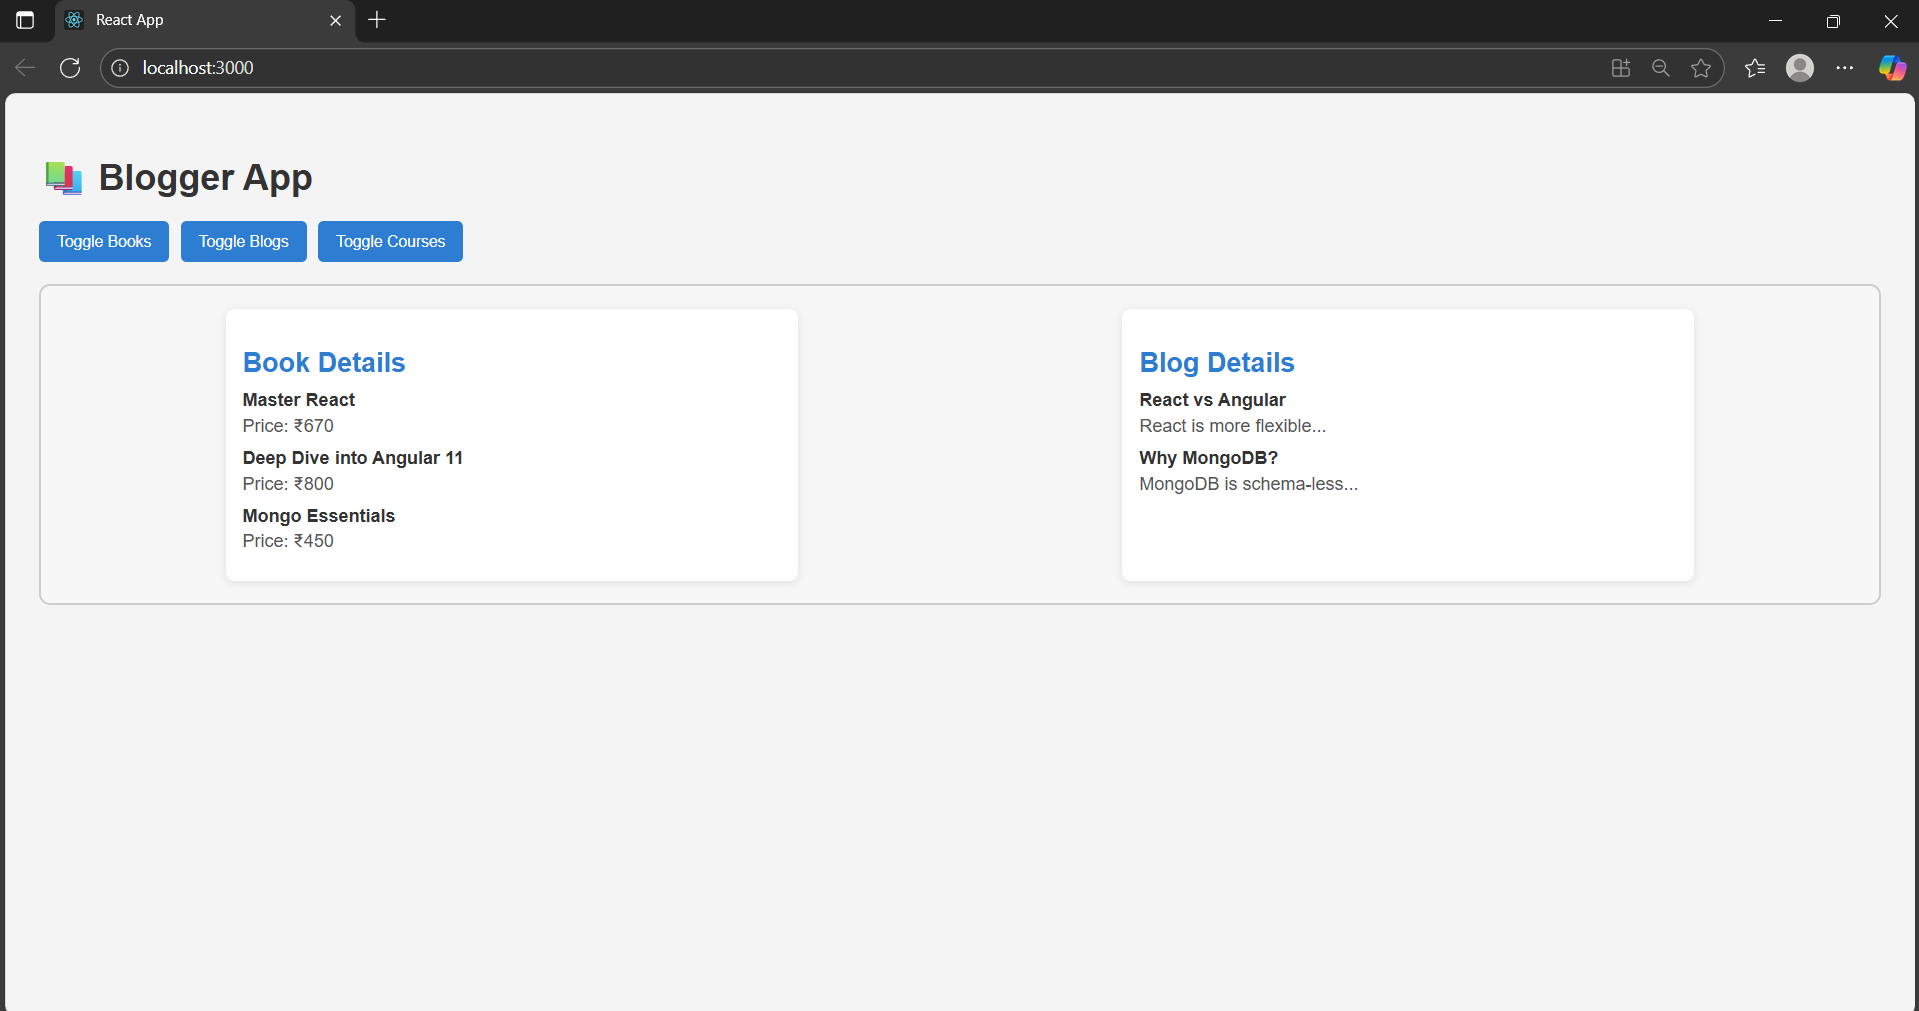 React App
localhost:3000
Blogger App
Toggle Books Toggle Blogs Toggle Courses
Book Details
Master React
Price: ₹670
Deep Dive into Angular 11
Price: ₹800
Mongo Essentials
Price: ₹450
Blog Details
React vs Angular
React is more flexible...
Why MongoDB?
MongoDB is schema-less...